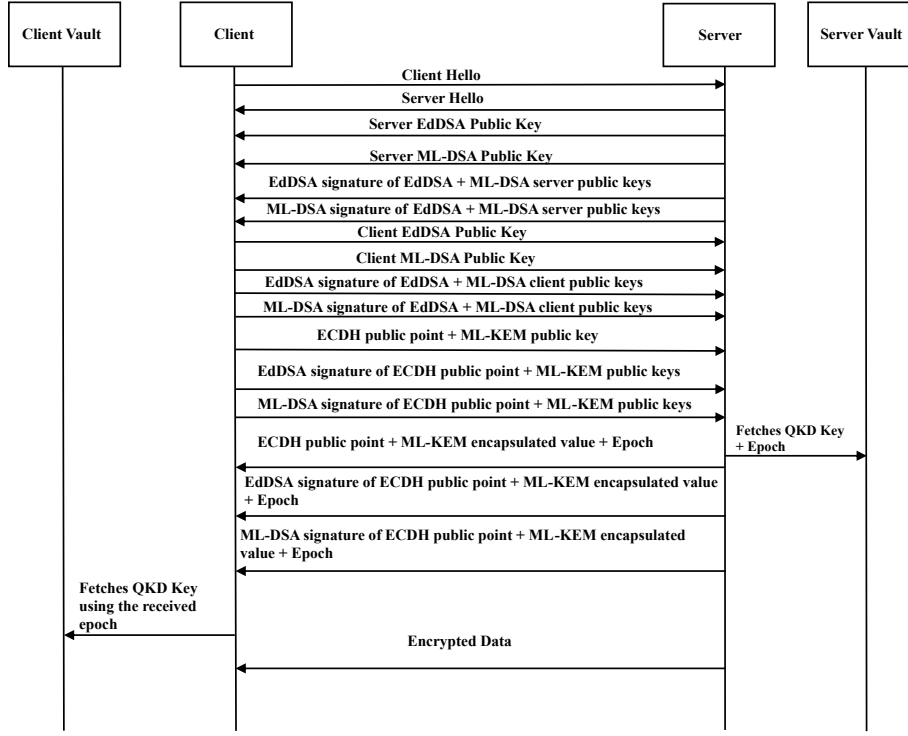 Client Vault
Client
Server
Server Vault
Client Hello
Server Hello
Server EdDSA Public Key
Server ML-DSA Public Key
EdDSA signature of EdDSA + ML-DSA server public keys
ML-DSA signature of EdDSA + ML-DSA server public keys
Client EdDSA Public Key
Client ML-DSA Public Key
EdDSA signature of EdDSA + ML-DSA client public keys
ML-DSA signature of EdDSA + ML-DSA client public keys
ECDH public point + ML-KEM public key
EdDSA signature of ECDH public point + ML-KEM public keys
ML-DSA signature of ECDH public point + ML-KEM public keys
Fetches QKD Key
+ Epoch
ECDH public point + ML-KEM encapsulated value + Epoch
EdDSA signature of ECDH public point + ML-KEM encapsulated value
+ Epoch
ML-DSA signature of ECDH public point + ML-KEM encapsulated
value + Epoch
Fetches QKD Key
using the received
epoch
Encrypted Data